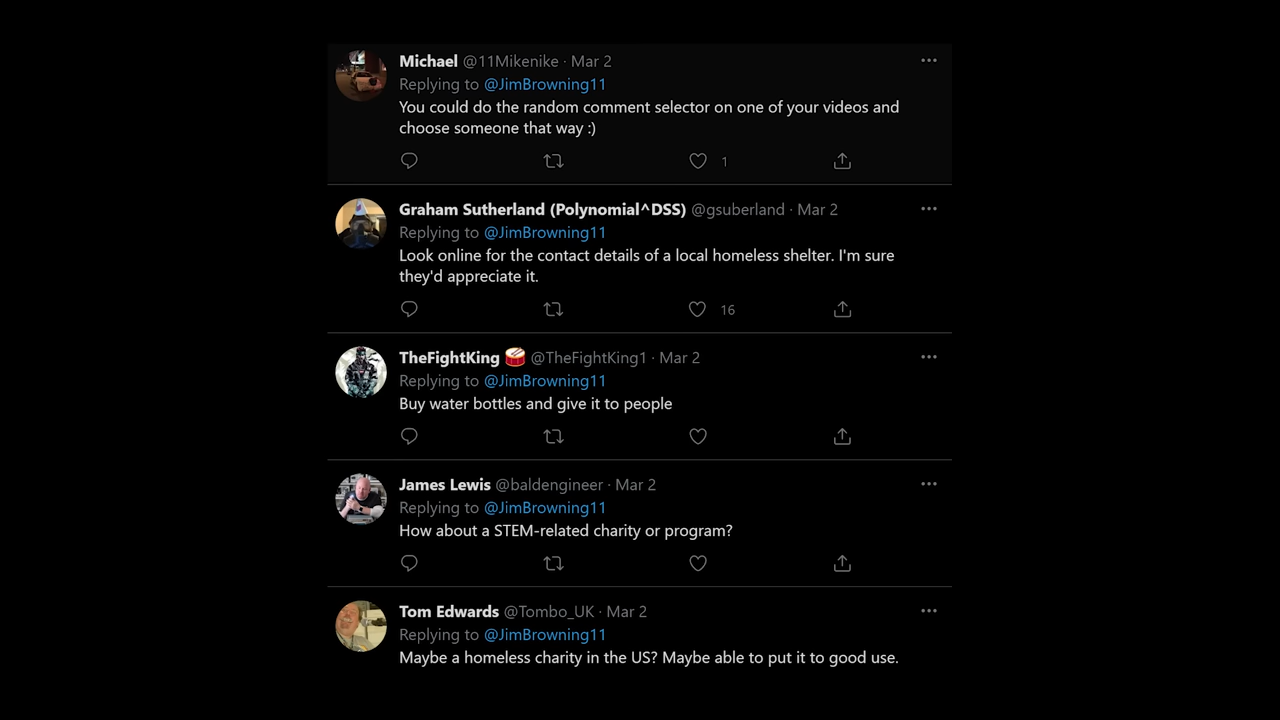 Michael @11Mikenike · Mar 2
Replying to @JimBrowning11
You could do the random comment selector on one of your videos and
choose someone that way :)
1
Graham Sutherland (Polynomial^DSS) @gsuberland · Mar 2
Replying to @JimBrowning11
Look online for the contact details of a local homeless shelter. I'm sure
they'd appreciate it.
16
TheFightKing 🥁 @TheFightKing1 · Mar 2
Replying to @JimBrowning11
Buy water bottles and give it to people
James Lewis @baldengineer · Mar 2
Replying to @JimBrowning11
How about a STEM-related charity or program?
Tom Edwards @Tombo_UK · Mar 2
Replying to @JimBrowning11
Maybe a homeless charity in the US? Maybe able to put it to good use.